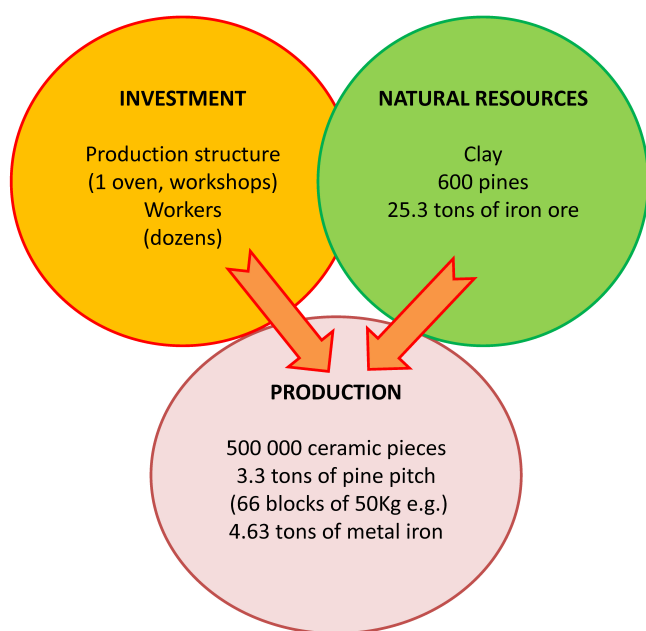 INVESTMENT
Production structure
(1 oven, workshops)
Workers
(dozens)
NATURAL RESOURCES
Clay
600 pines
25.3 tons of iron ore
PRODUCTION
500 000 ceramic pieces
3.3 tons of pine pitch
(66 blocks of 50Kg e.g.)
4.63 tons of metal iron